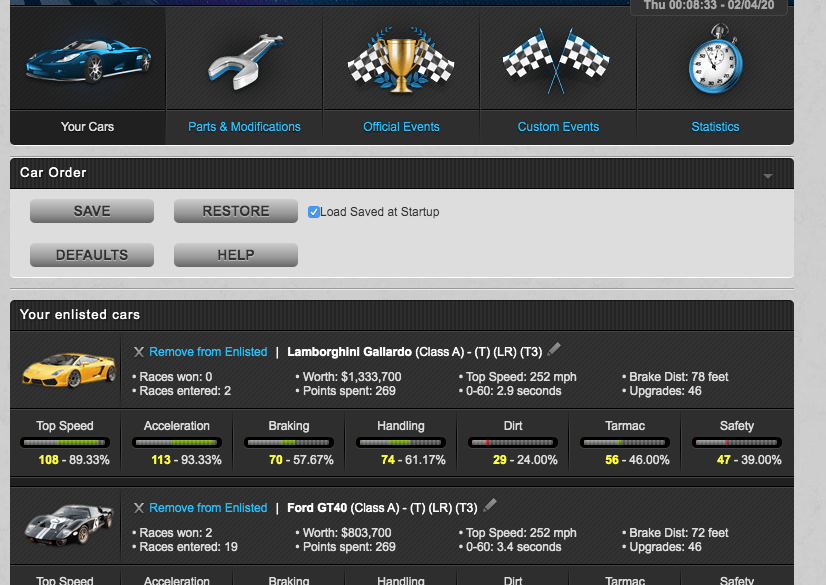 Thu 00:08:33 - 02/04/20
Your Cars
Parts & Modifications
Official Events
Custom Events
Statistics
Car Order
SAVE
RESTORE
Load Saved at Startup
DEFAULTS
HELP
Your enlisted cars
X Remove from Enlisted | Lamborghini Gallardo (Class A) - (T) (LR) (T3)
• Races won: 0 • Worth: $1,333,700 • Top Speed: 252 mph • Brake Dist: 78 feet
• Races entered: 2 • Points spent: 269 • 0-60: 2.9 seconds • Upgrades: 46
Top Speed Acceleration Braking Handling Dirt Tarmac Safety
108 - 89.33% 113 - 93.33% 70 - 57.67% 74 - 61.17% 29 - 24.00% 56 - 46.00% 47 - 39.00%
X Remove from Enlisted | Ford GT40 (Class A) - (T) (LR) (T3)
• Races won: 2 • Worth: $803,700 • Top Speed: 252 mph • Brake Dist: 72 feet
• Races entered: 19 • Points spent: 269 • 0-60: 3.4 seconds • Upgrades: 46
Top Speed Acceleration Braking Handling Dirt Tarmac Safety